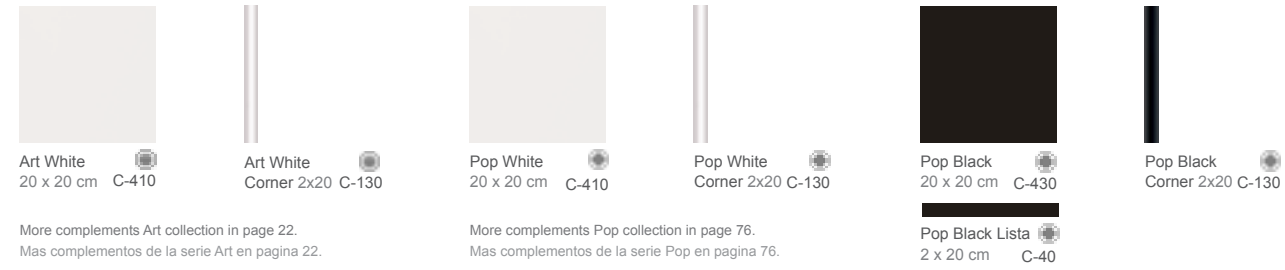 Art White
20 x 20 cm C-410
Art White
Corner 2x20 C-130
Pop White
20 x 20 cm C-410
Pop White
Corner 2x20 C-130
Pop Black
20 x 20 cm C-430
Pop Black
Corner 2x20 C-130
Pop Black Lista
2 x 20 cm C-40
More complements Art collection in page 22.
Mas complementos de la serie Art en pagina 22.
More complements Pop collection in page 76.
Mas complementos de la serie Pop en pagina 76.